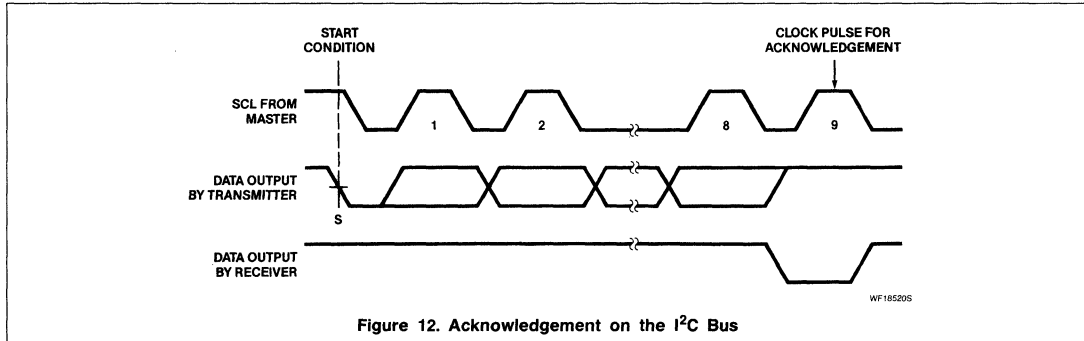 START
CONDITION
CLOCK PULSE FOR
ACKNOWLEDGEMENT
SCL FROM
MASTER
1
2
8
9
DATA OUTPUT
BY TRANSMITTER
S
DATA OUTPUT
BY RECEIVER
WF18520S
Figure 12. Acknowledgement on the I²C Bus